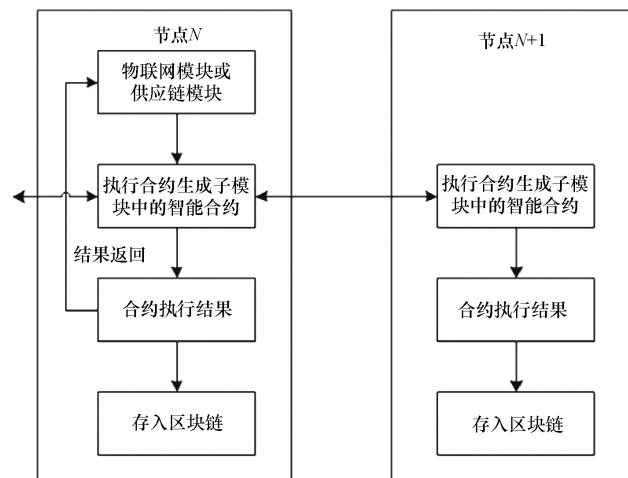 节点N
物联网模块或
供应链模块
执行合约生成子模
块中的智能合约
结果返回
合约执行结果
存入区块链
节点N+1
执行合约生成子模
块中的智能合约
合约执行结果
存入区块链